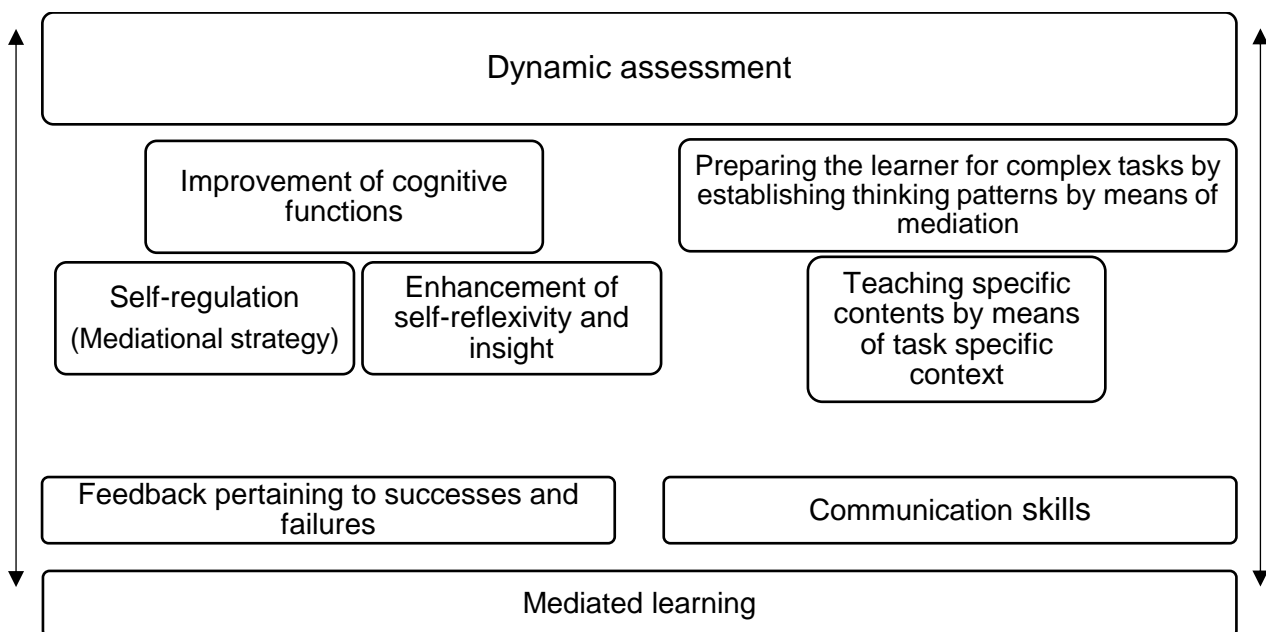 Dynamic assessment
Improvement of cognitive
functions
Preparing the learner for complex tasks by
establishing thinking patterns by means of
mediation
Self-regulation
(Mediational strategy)
Enhancement of
self-reflexivity and
insight
Teaching specific
contents by means
of task specific
context
Feedback pertaining to successes and
failures
Communication skills
Mediated learning